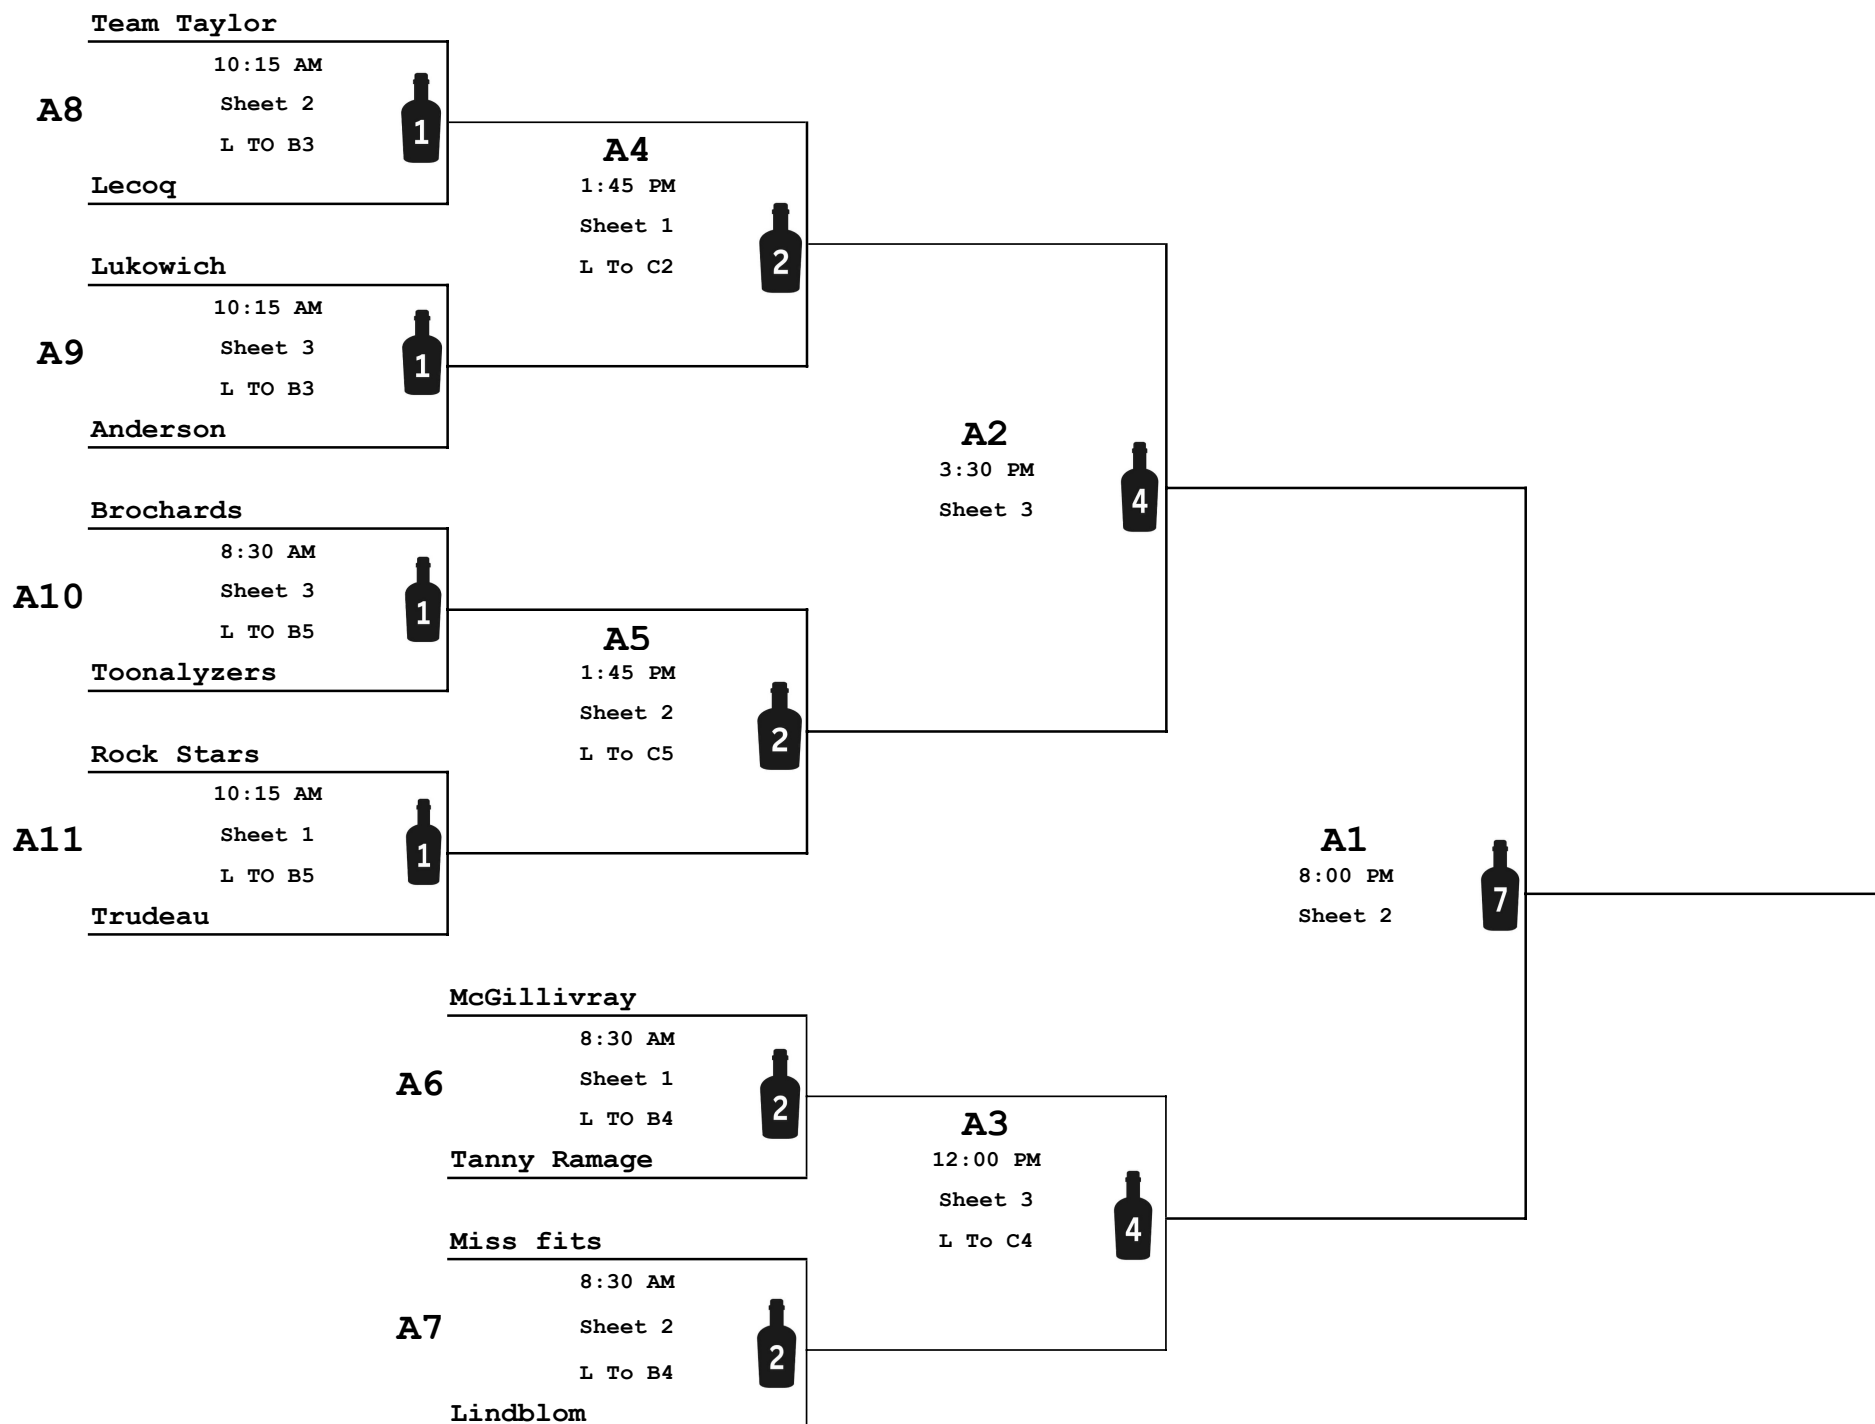 Team Taylor
10:15 AM
A8
Sheet 2
1
L TO B3
Lecoq
A4
1:45 PM
Sheet 1
2
L To C2
Lukowich
10:15 AM
A9
Sheet 3
1
L TO B3
Anderson
A2
3:30 PM
4
Sheet 3
Brochards
8:30 AM
A10
Sheet 3
1
L TO B5
Toonalyzers
A5
1:45 PM
Sheet 2
2
L To C5
Rock Stars
10:15 AM
A11
Sheet 1
1
L TO B5
Trudeau
A1
8:00 PM
7
Sheet 2
McGillivray
8:30 AM
A6
Sheet 1
2
L TO B4
Tanny Ramage
A3
12:00 PM
Sheet 3
4
L To C4
Miss fits
8:30 AM
A7
Sheet 2
2
L To B4
Lindblom